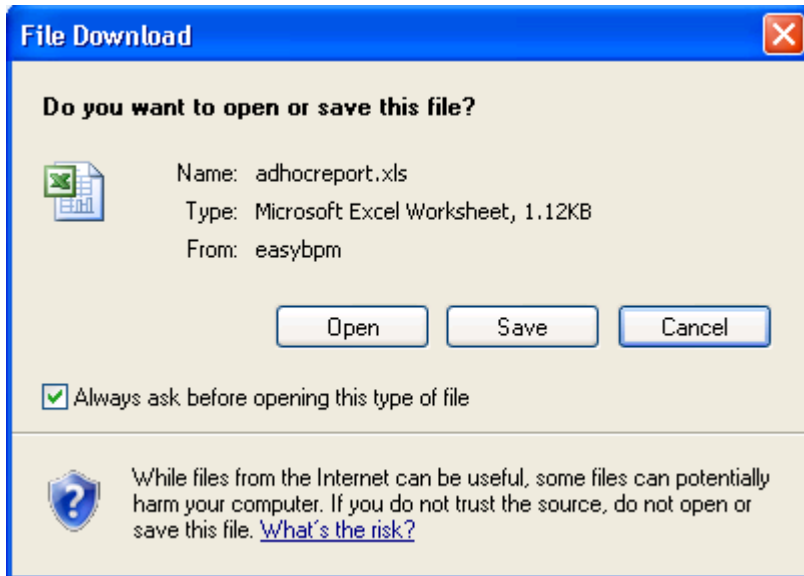 File Download
Do you want to open or save this file?
Name: adhocreport.xls
Type: Microsoft Excel Worksheet, 1.12KB
From: easybpm
Open Save Cancel
Always ask before opening this type of file
While files from the Internet can be useful, some files can potentially
harm your computer. If you do not trust the source, do not open or
save this file. What's the risk?